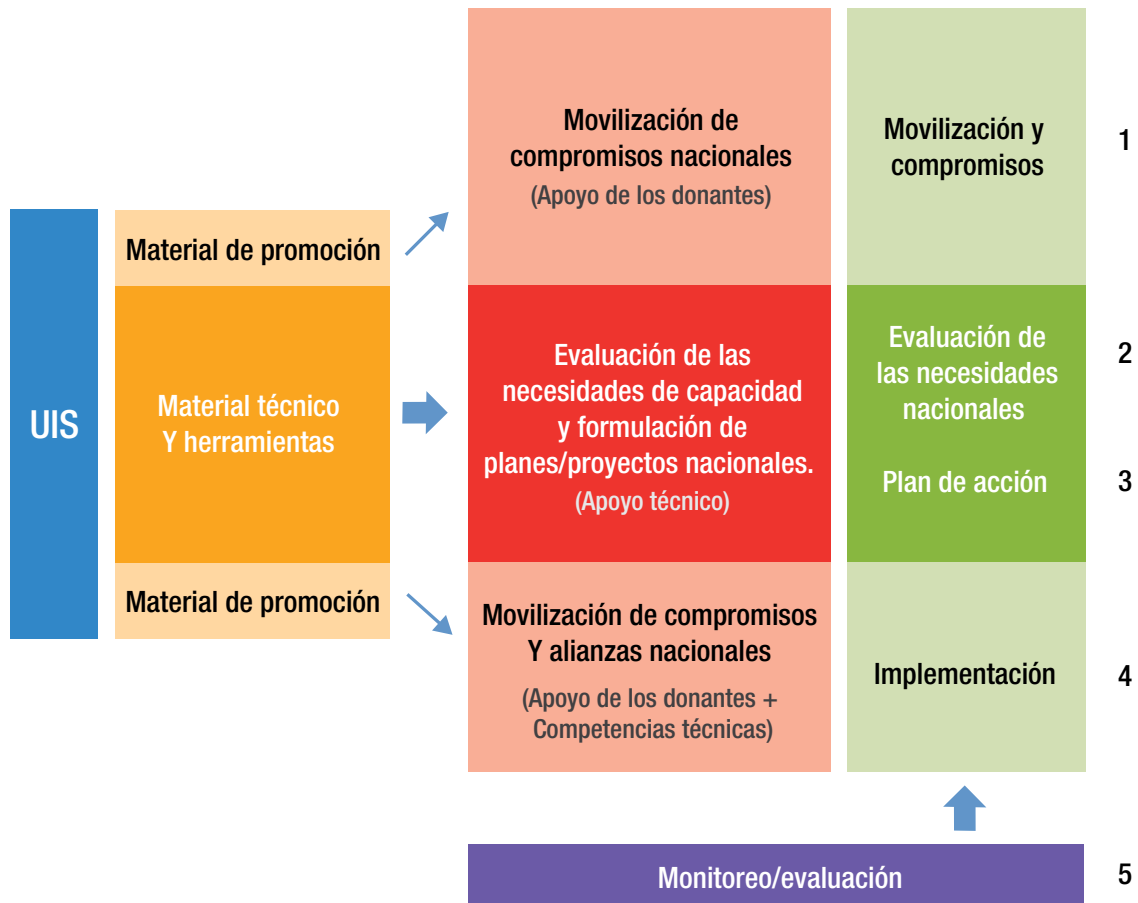 UIS
Material de promoción
Material técnico
Y herramientas
Material de promoción
Movilización de
compromisos nacionales
(Apoyo de los donantes)
Evaluación de las
necesidades de capacidad
y formulación de
planes/proyectos nacionales.
(Apoyo técnico)
Movilización de compromisos
Y alianzas nacionales
(Apoyo de los donantes +
Competencias técnicas)
Movilización y
compromisos
Evaluación de
las necesidades
nacionales
Plan de acción
Implementación
1
2
3
4
Monitoreo/evaluación
5